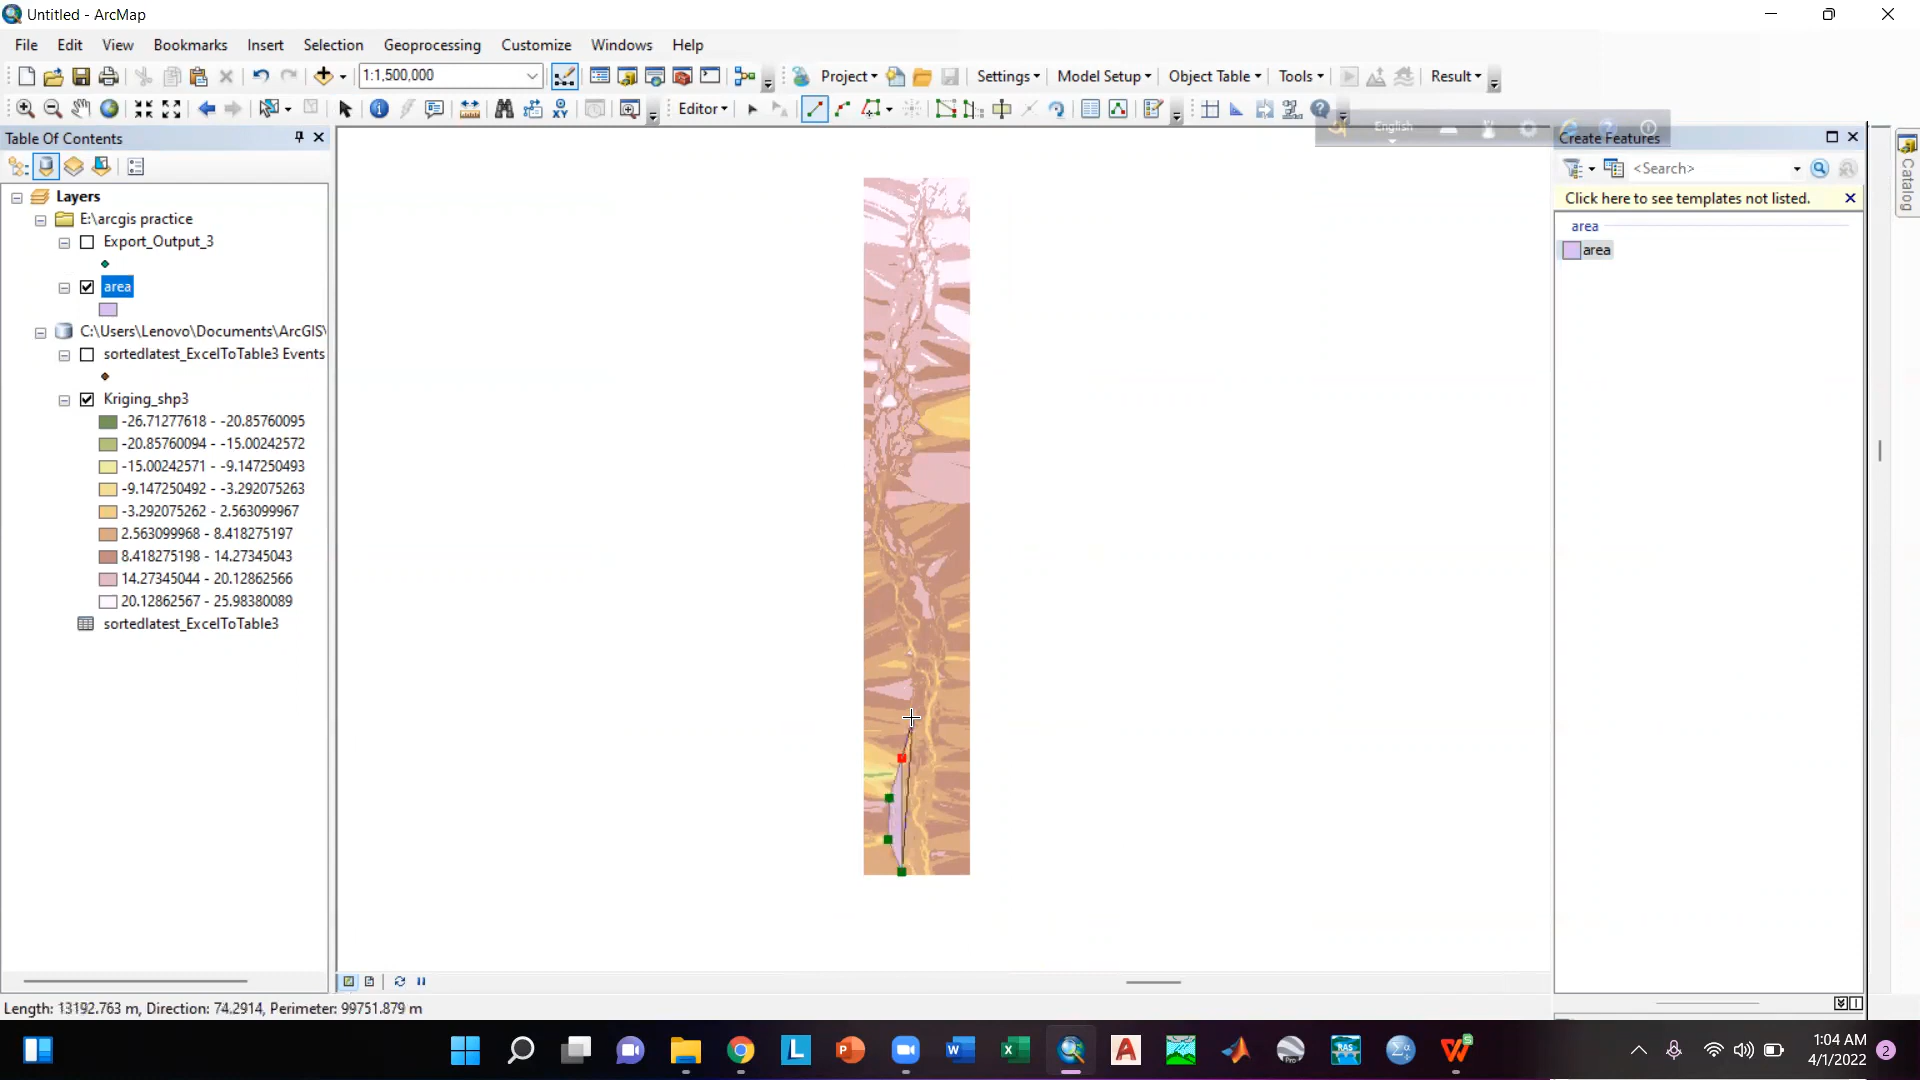 Untitled - ArcMap
File Edit View Bookmarks Insert Selection Geoprocessing Customize Windows Help
1:1,500,000 Project Settings Model Setup Object Table Tools Result
Editor
English
Table Of Contents
Layers
E:\arcgis practice
Export_Output_3
area
C:\Users\Lenovo\Documents\ArcGIS\
sortedlatest_ExcelToTable3 Events
Kriging_shp3
-26.71277618 - -20.85760095
-20.85760094 - -15.00242572
-15.00242571 - -9.147250493
-9.147250492 - -3.292075263
-3.292075262 - 2.563099967
2.563099968 - 8.418275197
8.418275198 - 14.27345043
14.27345044 - 20.12862566
20.12862567 - 25.98380089
sortedlatest_ExcelToTable3
Create Features
<Search>
Click here to see templates not listed.
area
area
Catalog
Length: 13192.763 m, Direction: 74.2914, Perimeter: 99751.879 m
1:04 AM
4/1/2022
2